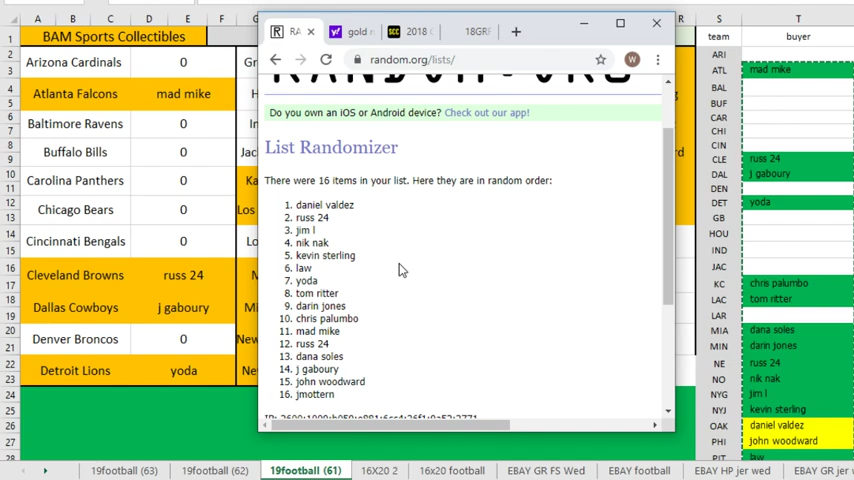 A B C D E F G R S T
BAM Sports Collectibles
Arizona Cardinals 0
Atlanta Falcons mad mike
Baltimore Ravens 0
Buffalo Bills 0
Carolina Panthers 0
Chicago Bears 0
Cincinnati Bengals 0
Cleveland Browns russ 24
Dallas Cowboys j gaboury
Denver Broncos 0
Detroit Lions yoda
gold n
2018
18GRF
random.org/lists/
W
RANDOM.ORG
Do you own an iOS or Android device? Check out our app!
List Randomizer
There were 16 items in your list. Here they are in random order:
1. daniel valdez
2. russ 24
3. jim l
4. nik nak
5. kevin sterling
6. law
7. yoda
8. tom ritter
9. darin jones
10. chris palumbo
11. mad mike
12. russ 24
13. dana soles
14. j gaboury
15. john woodward
16. jmottern
team buyer
ARI
ATL mad mike
BAL
BUF
CAR
CHI
CIN
CLE russ 24
DAL j gaboury
DEN
DET yoda
GB
HOU
IND
JAC
KC chris palumbo
LAC tom ritter
LAR
MIA dana soles
MIN darin jones
NE russ 24
NO nik nak
NYG jim l
NYJ kevin sterling
OAK daniel valdez
PHI john woodward
PIT law
19football (63) 19football (62) 19football (61) 16X20 2 16x20 football EBAY GR FS Wed EBAY football EBAY HP jer wed EBAY GR jer w